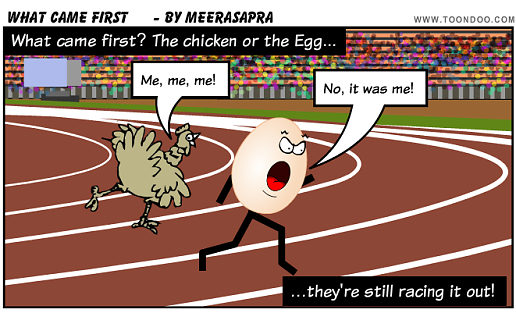 WHAT CAME FIRST - BY MEERASAPRA
WWW.TOONDOO.COM
What came first? The chicken or the Egg...
Me, me, me!
No, it was me!
...they're still racing it out!